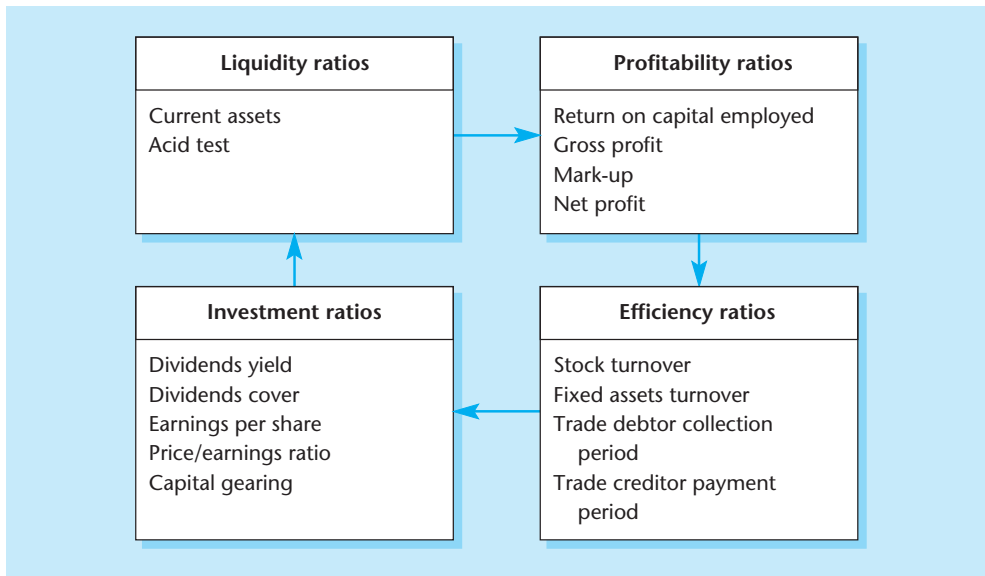 Liquidity ratios
Current assets
Acid test
Profitability ratios
Return on capital employed
Gross profit
Mark-up
Net profit
Investment ratios
Dividends yield
Dividends cover
Earnings per share
Price/earnings ratio
Capital gearing
Efficiency ratios
Stock turnover
Fixed assets turnover
Trade debtor collection
period
Trade creditor payment
period